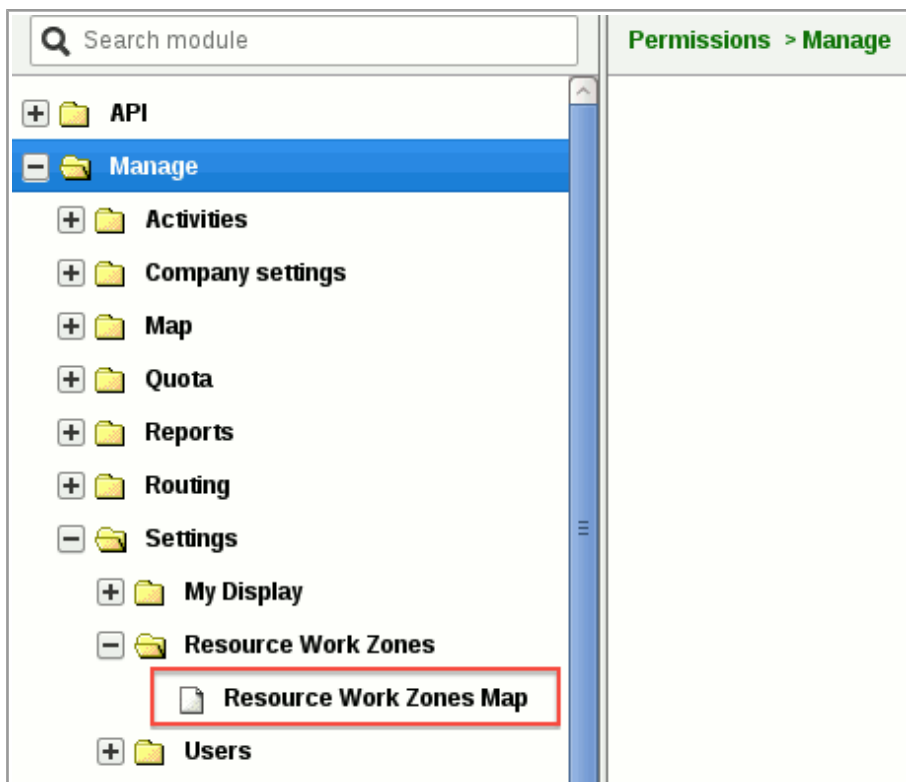 Search module
Permissions > Manage
API
Manage
Activities
Company settings
Map
Quota
Reports
Routing
Settings
My Display
Resource Work Zones
Resource Work Zones Map
Users